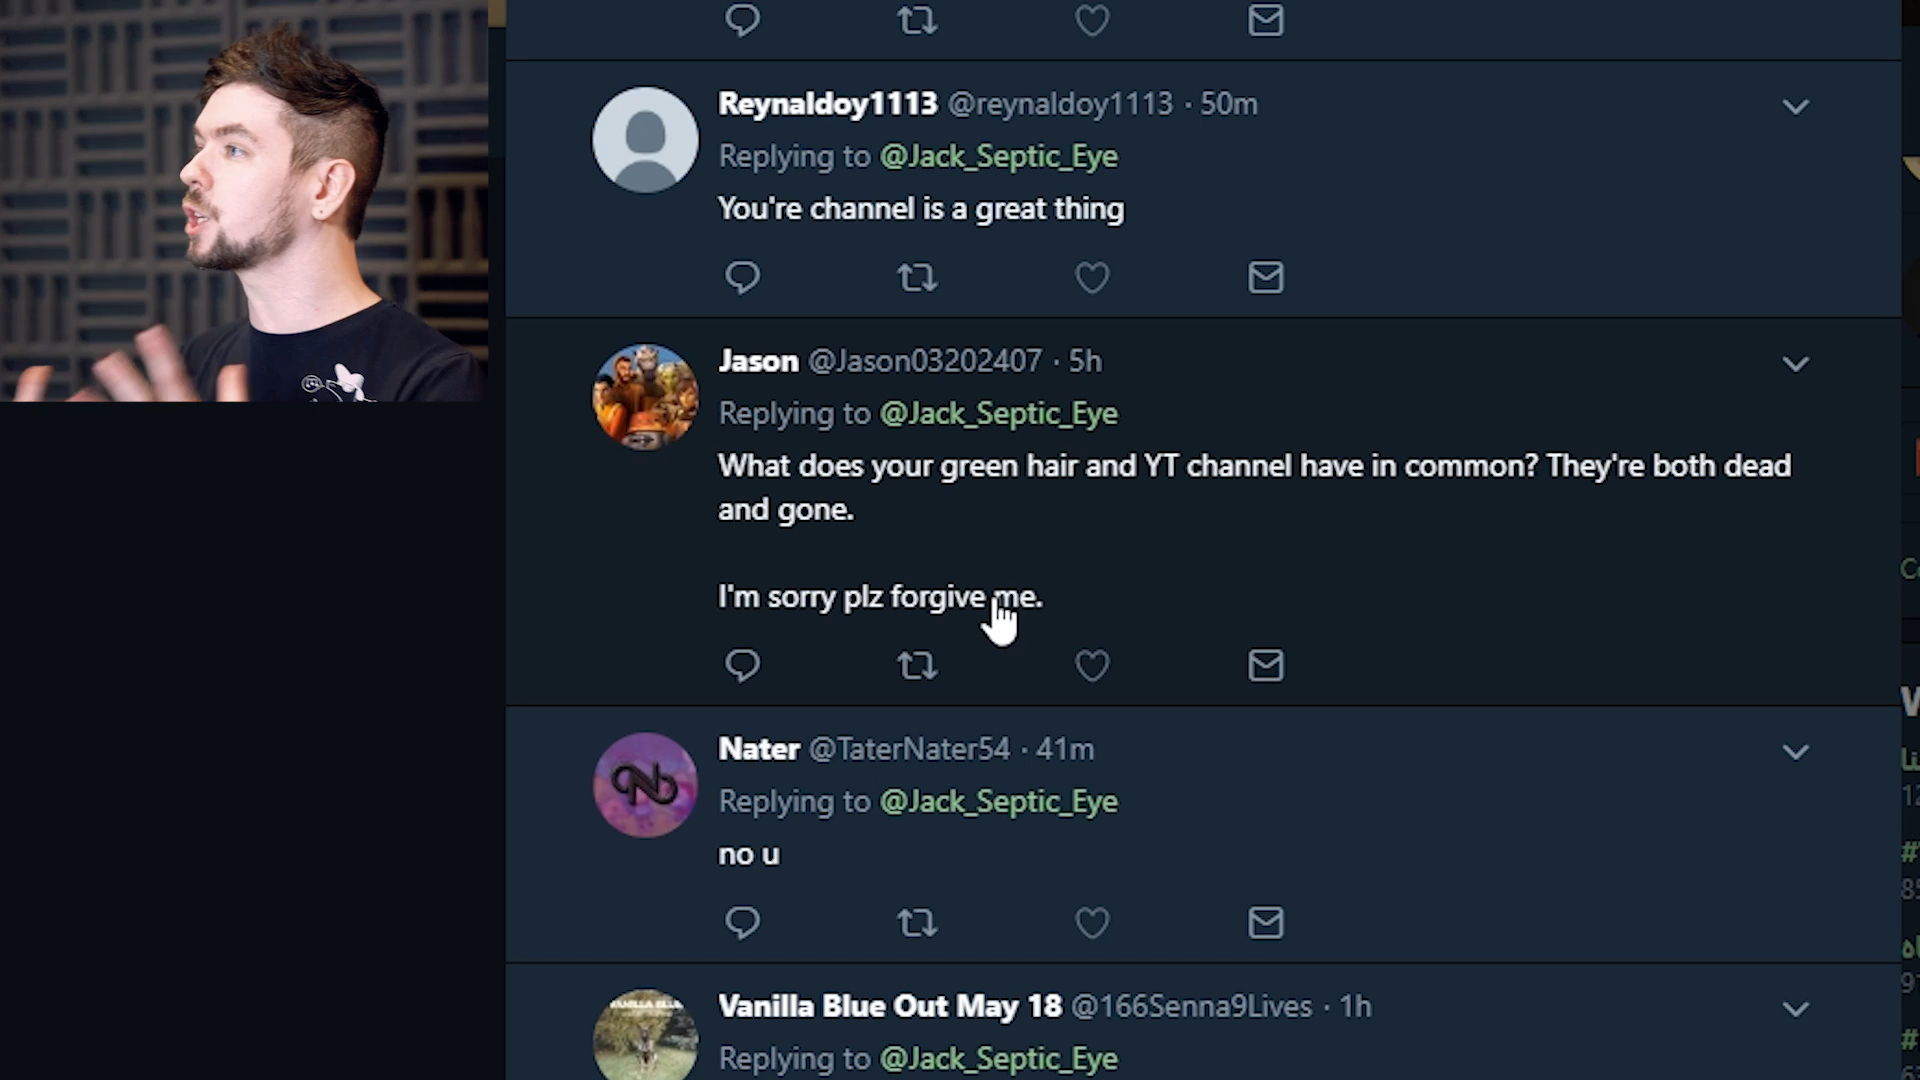 Reynaldoy1113 @reynaldoy1113 · 50m
Replying to @Jack_Septic_Eye
You're channel is a great thing
Jason @Jason03202407 · 5h
Replying to @Jack_Septic_Eye
What does your green hair and YT channel have in common? They're both dead
and gone.
I'm sorry plz forgive me.
Nater @TaterNater54 · 41m
Replying to @Jack_Septic_Eye
no u
Vanilla Blue Out May 18 @166Senna9Lives · 1h
Replying to @Jack_Septic_Eye